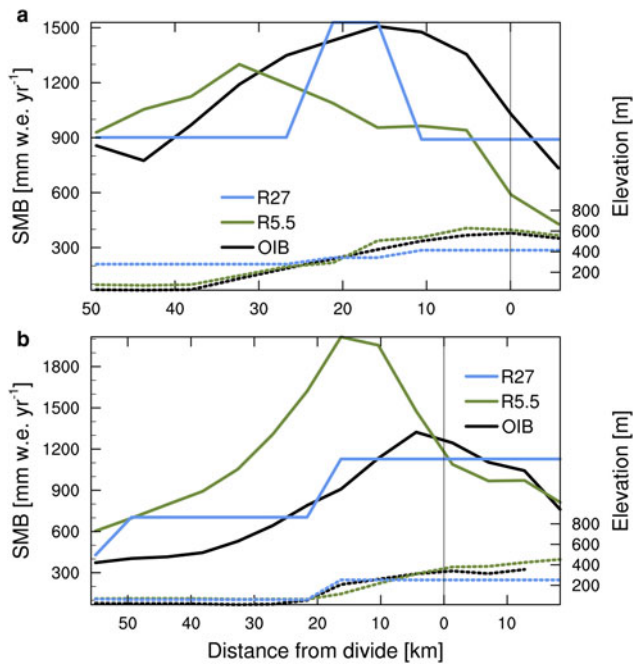 a
SMB [mm w.e. yr-1]
1500
1200
900
600
300
R27
R5.5
OIB
Elevation [m]
800
600
400
200
50 40 30 20 10 0
b
SMB [mm w.e. yr-1]
1800
1500
1200
900
600
300
R27
R5.5
OIB
Elevation [m]
800
600
400
200
50 40 30 20 10 0 10
Distance from divide [km]